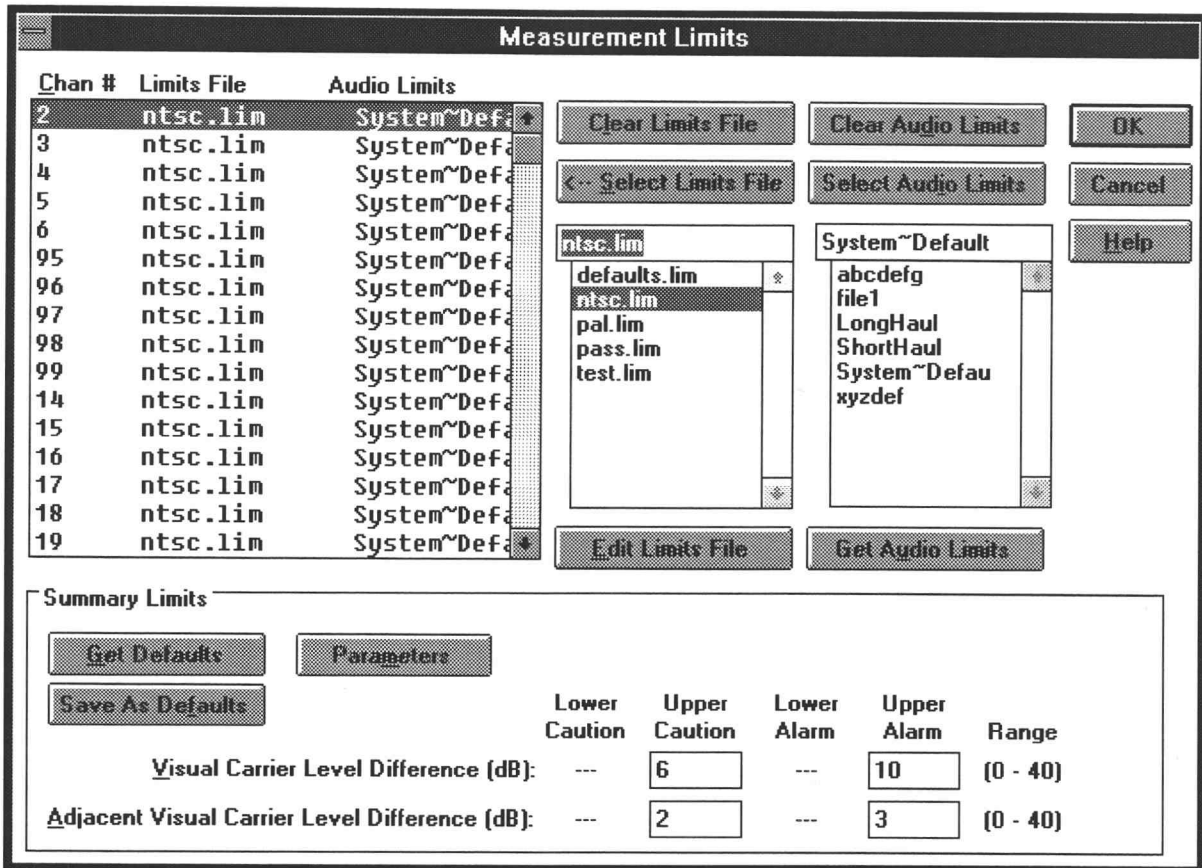 Measurement Limits
Chan # Limits File Audio Limits
2 ntsc.lim System~Defa
3 ntsc.lim System~Defa
4 ntsc.lim System~Defa
5 ntsc.lim System~Defa
6 ntsc.lim System~Defa
95 ntsc.lim System~Defa
96 ntsc.lim System~Defa
97 ntsc.lim System~Defa
98 ntsc.lim System~Defa
99 ntsc.lim System~Defa
14 ntsc.lim System~Defa
15 ntsc.lim System~Defa
16 ntsc.lim System~Defa
17 ntsc.lim System~Defa
18 ntsc.lim System~Defa
19 ntsc.lim System~Defa
Clear Limits File Clear Audio Limits OK
<-- Select Limits File Select Audio Limits Cancel
Help
ntsc.lim
defaults.lim
ntsc.lim
pal.lim
pass.lim
test.lim
System~Default
abcdefg
file1
LongHaul
ShortHaul
System~Defau
xyzdef
Edit Limits File Get Audio Limits
Summary Limits
Get Defaults Parameters
Save As Defaults
Lower Upper Lower Upper
Caution Caution Alarm Alarm Range
Visual Carrier Level Difference (dB): --- 6 --- 10 (0 - 40)
Adjacent Visual Carrier Level Difference (dB): --- 2 --- 3 (0 - 40)